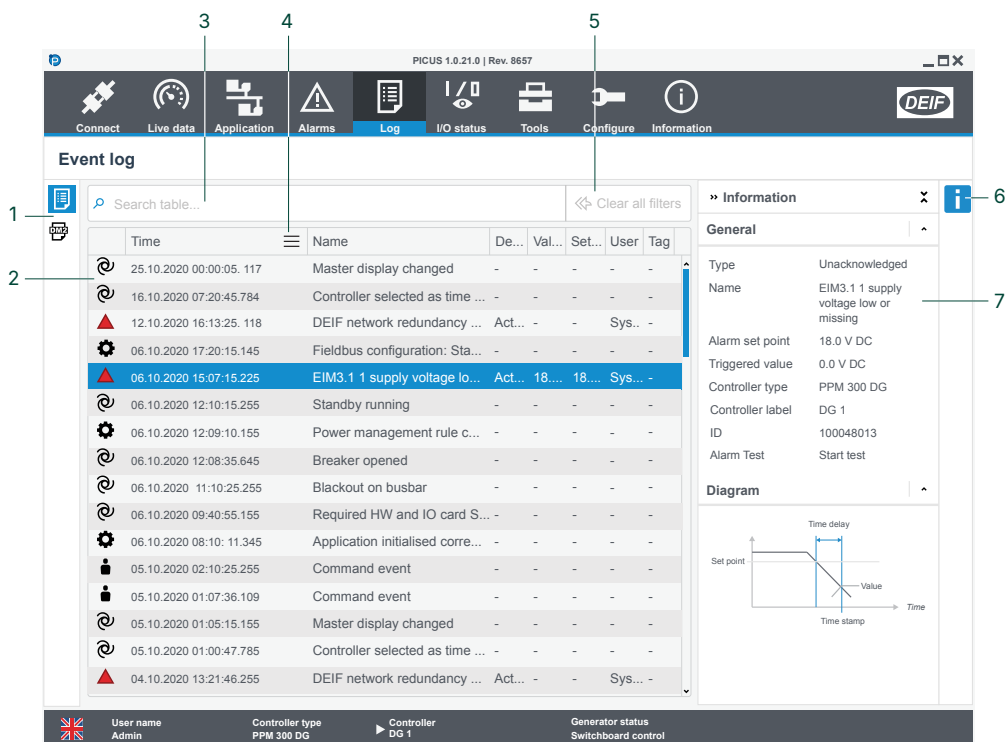 3 4 5
PICUS 1.0.21.0 | Rev. 8657
Connect Live data Application Alarms Log I/O status Tools Configure Information
DEIF
Event log
1
2
6
7
Search table...
Clear all filters
DM2
Time Name De... Val... Set... User Tag
25.10.2020 00:00:05. 117 Master display changed - - - - -
16.10.2020 07:20:45.784 Controller selected as time ... - - - - -
12.10.2020 16:13:25. 118 DEIF network redundancy ... Act... - - Sys.. -
06.10.2020 17:20:15.145 Fieldbus configuration: Sta... - - - - -
06.10.2020 15:07:15.225 EIM3.1 1 supply voltage lo... Act... 18.... 18.... Sys... -
06.10.2020 12:10:15.255 Standby running - - - - -
06.10.2020 12:09:10.155 Power management rule c... - - - - -
06.10.2020 12:08:35.645 Breaker opened - - - - -
06.10.2020 11:10:25.255 Blackout on busbar - - - - -
06.10.2020 09:40:55.155 Required HW and IO card S... - - - - -
06.10.2020 08:10: 11.345 Application initialised corre... - - - - -
05.10.2020 02:10:25.255 Command event - - - - -
05.10.2020 01:07:36.109 Command event - - - - -
05.10.2020 01:05:15.155 Master display changed - - - - -
05.10.2020 01:00:47.785 Controller selected as time ... - - - - -
04.10.2020 13:21:46.255 DEIF network redundancy ... Act... - - Sys... -
›› Information
General
Type Unacknowledged
Name EIM3.1 1 supply
voltage low or
missing
Alarm set point 18.0 V DC
Triggered value 0.0 V DC
Controller type PPM 300 DG
Controller label DG 1
ID 100048013
Alarm Test Start test
Diagram
Time delay
Set point
Value
Time
Time stamp
User name Controller type Controller Generator status
Admin PPM 300 DG DG 1 Switchboard control